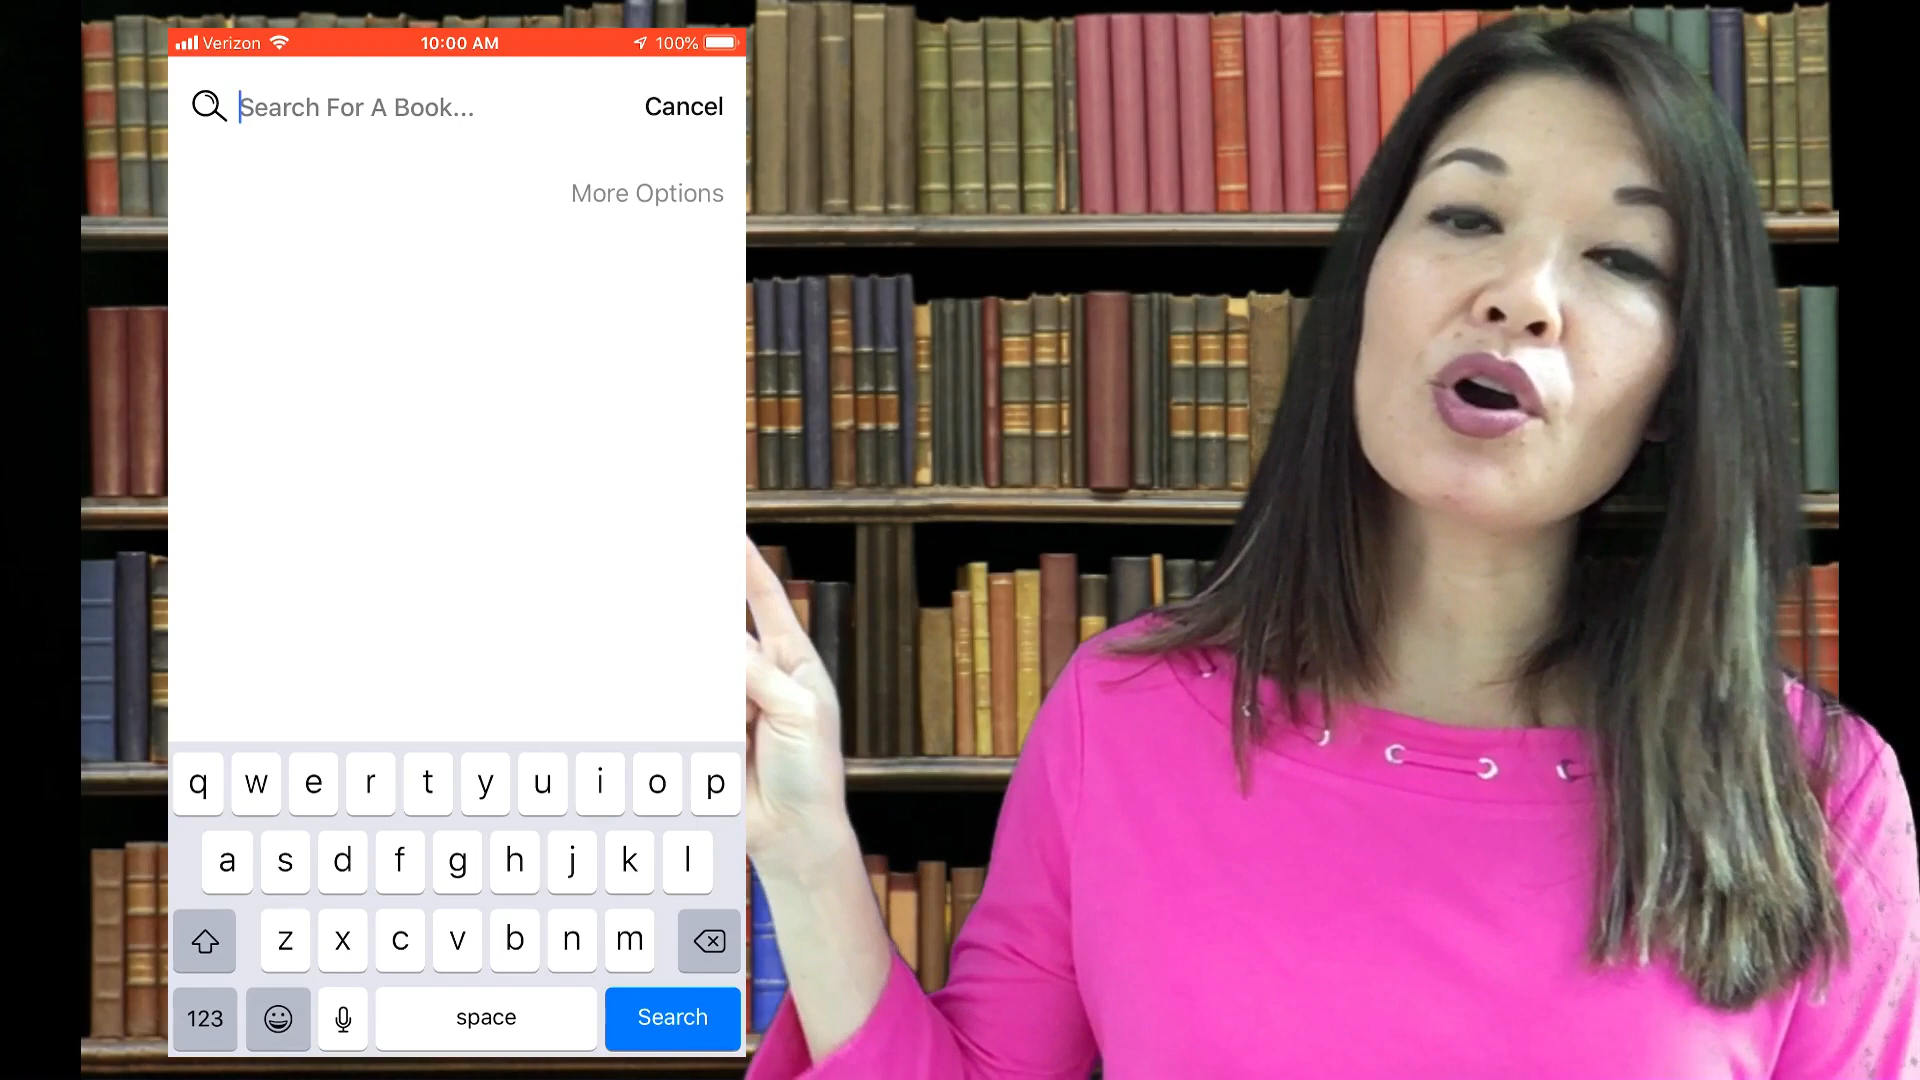 Verizon 10:00 AM 100%
Search For A Book... Cancel
More Options
q w e r t y u i o p
a s d f g h j k l
z x c v b n m
123 space Search